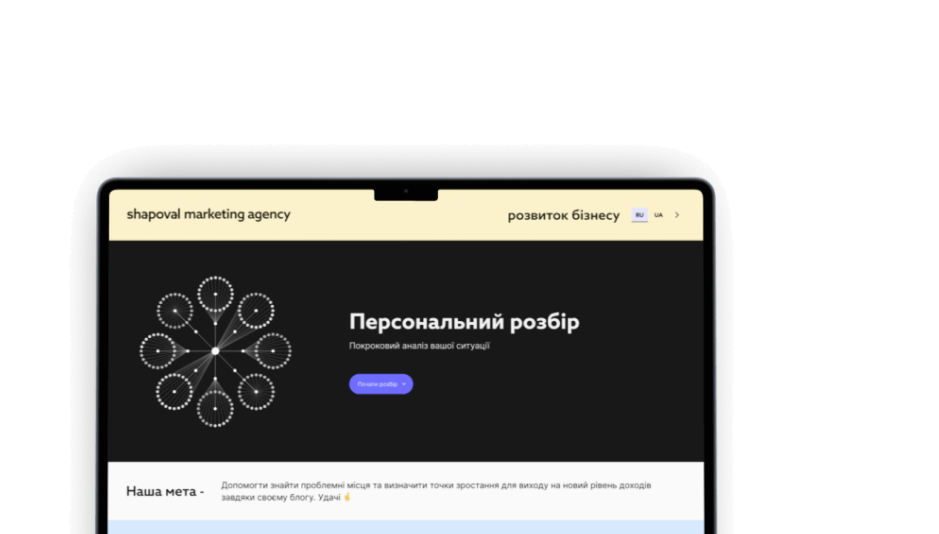 shapoval marketing agency
розвиток бізнесу
RU UA
Персональний розбір
Покроковий аналіз вашої ситуації
Почати розбір
Наша мета -
Допомогти знайти проблемні місця та визначити точки зростання для виходу на новий рівень доходів
завдяки своєму блогу. Удачі ☝️